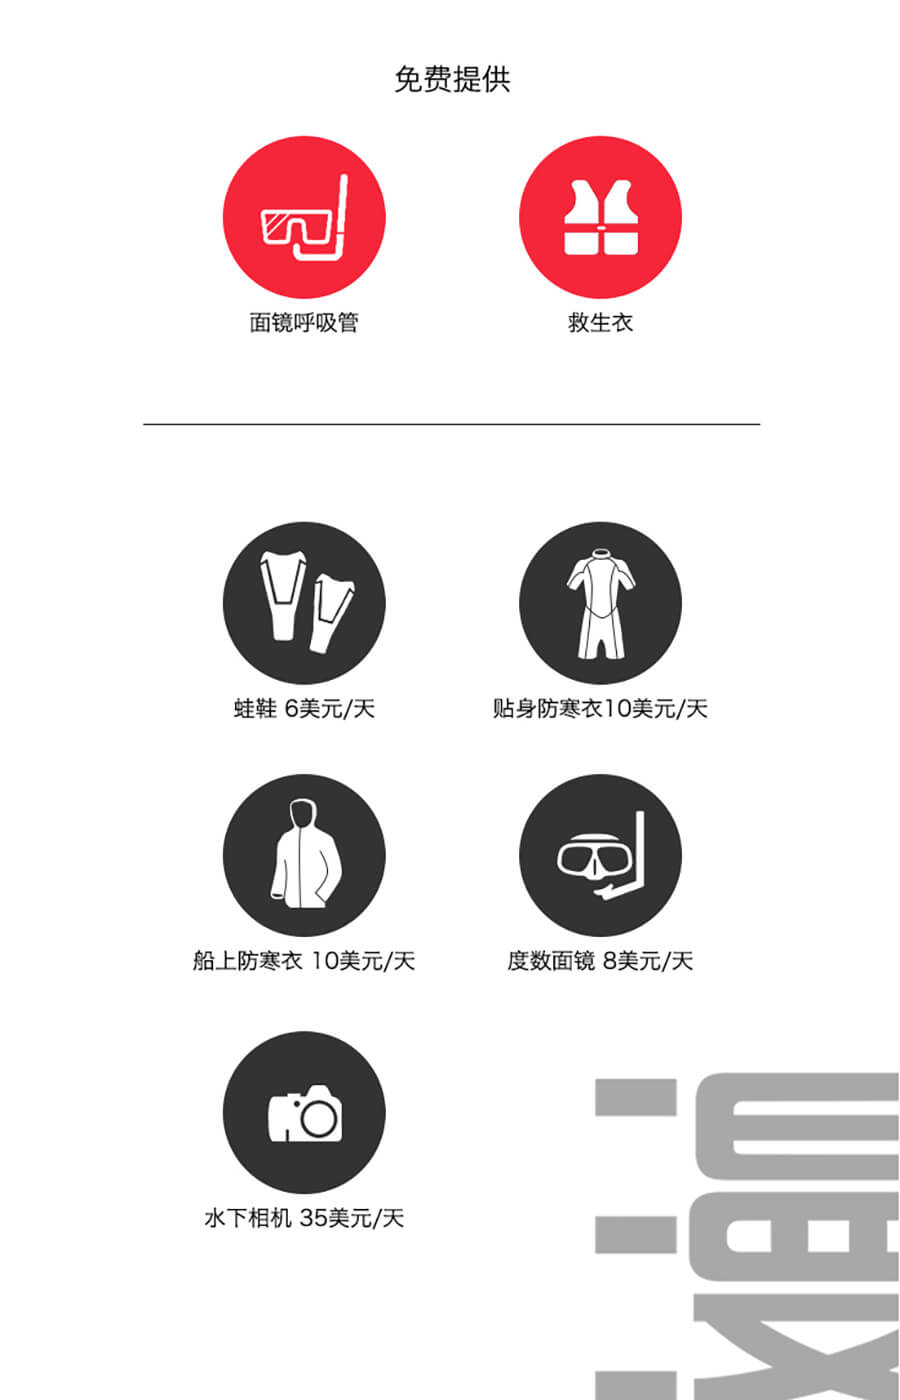 免费提供
面镜呼吸管
救生衣
蛙鞋 6美元/天
贴身防寒衣10美元/天
船上防寒衣 10美元/天
度数面镜 8美元/天
水下相机 35美元/天